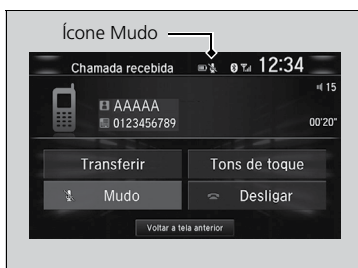 Ícone Mudo
Chamada recebida 12:34
15
AAAAA
0123456789
00'20"
Transferir Tons de toque
Mudo Desligar
Voltar a tela anterior